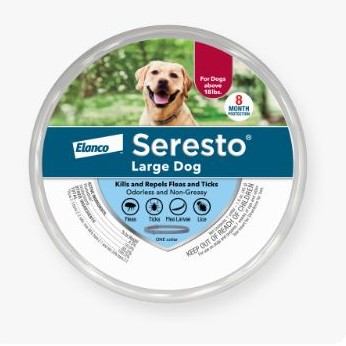 For Dogs
above
18lbs.
8
MONTH
PROTECTION
Elanco
Seresto®
Large Dog
Kills and Repels Fleas and Ticks
Odorless and Non-Greasy
Fleas Ticks Flea Larvae Lice
ONE collar
KEEP OUT OF REACH OF CHILDREN